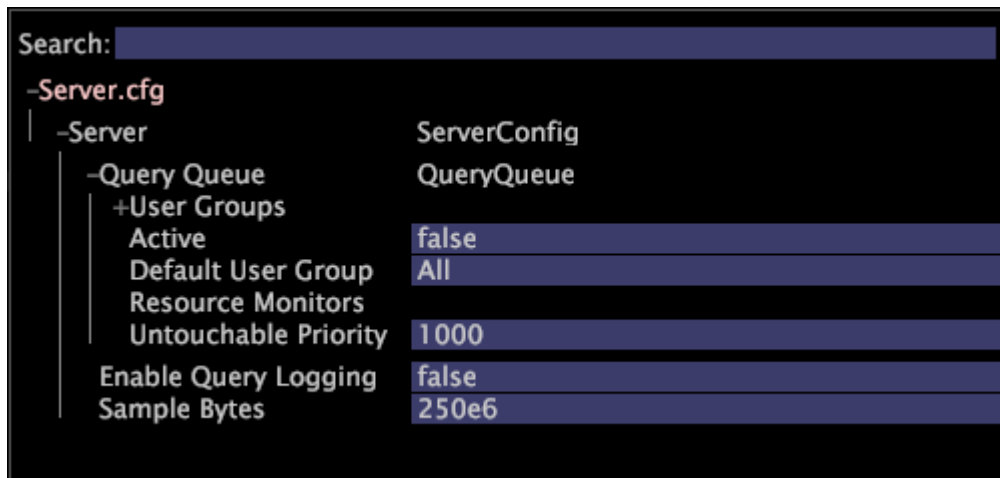 Search:
Server.cfg
Server ServerConfig
Query Queue QueryQueue
+User Groups
Active false
Default User Group All
Resource Monitors
Untouchable Priority 1000
Enable Query Logging false
Sample Bytes 250e6